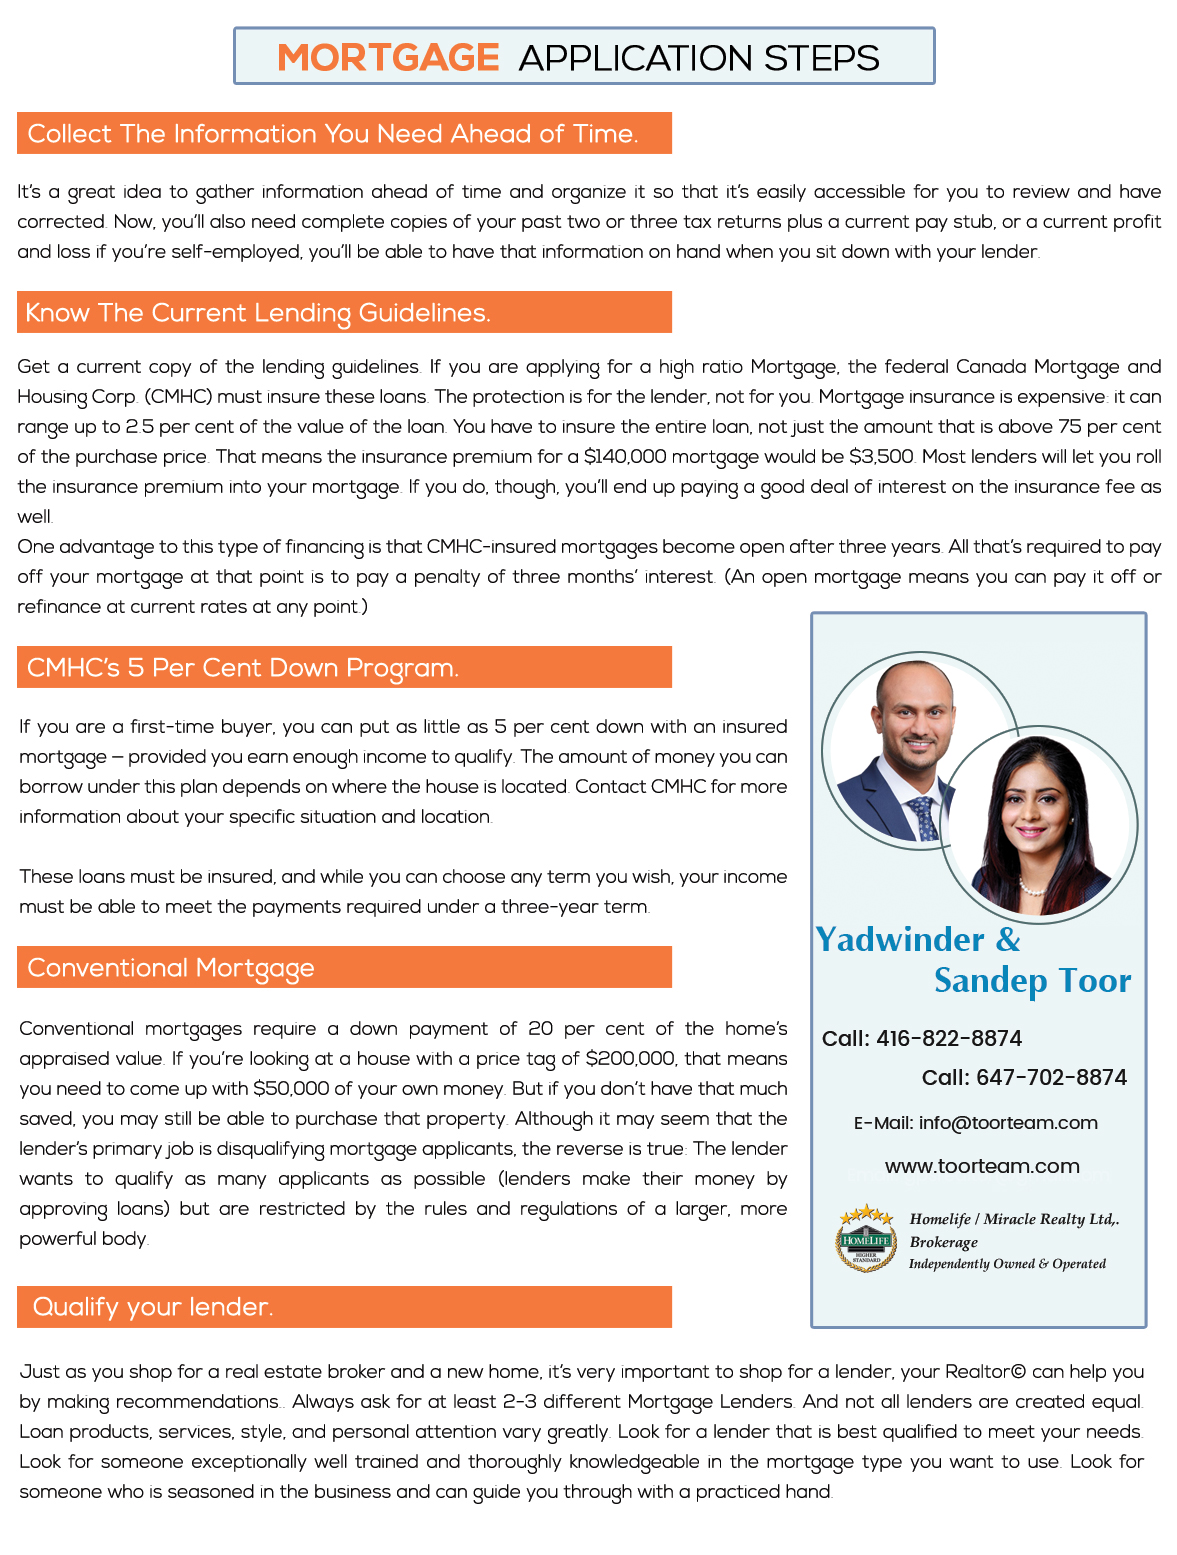 MORTGAGE APPLICATION STEPS
Collect The Information You Need Ahead of Time.
It's a great idea to gather information ahead of time and organize it so that it's easily accessible for you to review and have
corrected. Now, you'll also need complete copies of your past two or three tax returns plus a current pay stub, or a current profit
and loss if you're self-employed, you'll be able to have that information on hand when you sit down with your lender.
Know The Current Lending Guidelines.
Get a current copy of the lending guidelines. If you are applying for a high ratio Mortgage, the federal Canada Mortgage and
Housing Corp. (CMHC) must insure these loans. The protection is for the lender, not for you. Mortgage insurance is expensive: it can
range up to 2.5 per cent of the value of the loan. You have to insure the entire loan, not just the amount that is above 75 per cent
of the purchase price. That means the insurance premium for a $140,000 mortgage would be $3,500. Most lenders will let you roll
the insurance premium into your mortgage. If you do, though, you'll end up paying a good deal of interest on the insurance fee as
well.
One advantage to this type of financing is that CMHC-insured mortgages become open after three years. All that's required to pay
off your mortgage at that point is to pay a penalty of three months' interest. (An open mortgage means you can pay it off or
refinance at current rates at any point.)
CMHC's 5 Per Cent Down Program.
If you are a first-time buyer, you can put as little as 5 per cent down with an insured
mortgage – provided you earn enough income to qualify. The amount of money you can
borrow under this plan depends on where the house is located. Contact CMHC for more
information about your specific situation and location.
These loans must be insured, and while you can choose any term you wish, your income
must be able to meet the payments required under a three-year term.
Conventional Mortgage
Conventional mortgages require a down payment of 20 per cent of the home's
appraised value. If you're looking at a house with a price tag of $200,000, that means
you need to come up with $50,000 of your own money. But if you don't have that much
saved, you may still be able to purchase that property. Although it may seem that the
lender's primary job is disqualifying mortgage applicants, the reverse is true: The lender
wants to qualify as many applicants as possible (lenders make their money by
approving loans) but are restricted by the rules and regulations of a larger, more
powerful body.
Yadwinder &
Sandep Toor
Call: 416-822-8874
Call: 647-702-8874
E-Mail: info@toorteam.com
www.toorteam.com
HOMELIFE
HIGHER
STANDARD
Homelife / Miracle Realty Ltd,.
Brokerage
Independently Owned & Operated
Qualify your lender.
Just as you shop for a real estate broker and a new home, it's very important to shop for a lender, your Realtor© can help you
by making recommendations.. Always ask for at least 2-3 different Mortgage Lenders. And not all lenders are created equal.
Loan products, services, style, and personal attention vary greatly. Look for a lender that is best qualified to meet your needs.
Look for someone exceptionally well trained and thoroughly knowledgeable in the mortgage type you want to use. Look for
someone who is seasoned in the business and can guide you through with a practiced hand.